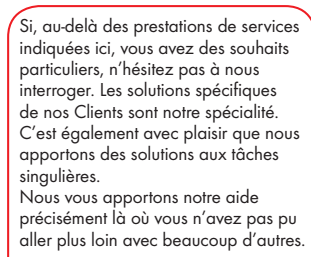 Si, au-delà des prestations de services
indiquées ici, vous avez des souhaits
particuliers, n'hésitez pas à nous
interroger. Les solutions spécifiques
de nos Clients sont notre spécialité.
C'est également avec plaisir que nous
apportons des solutions aux tâches
singulières.
Nous vous apportons notre aide
précisément là où vous n'avez pas pu
aller plus loin avec beaucoup d'autres.